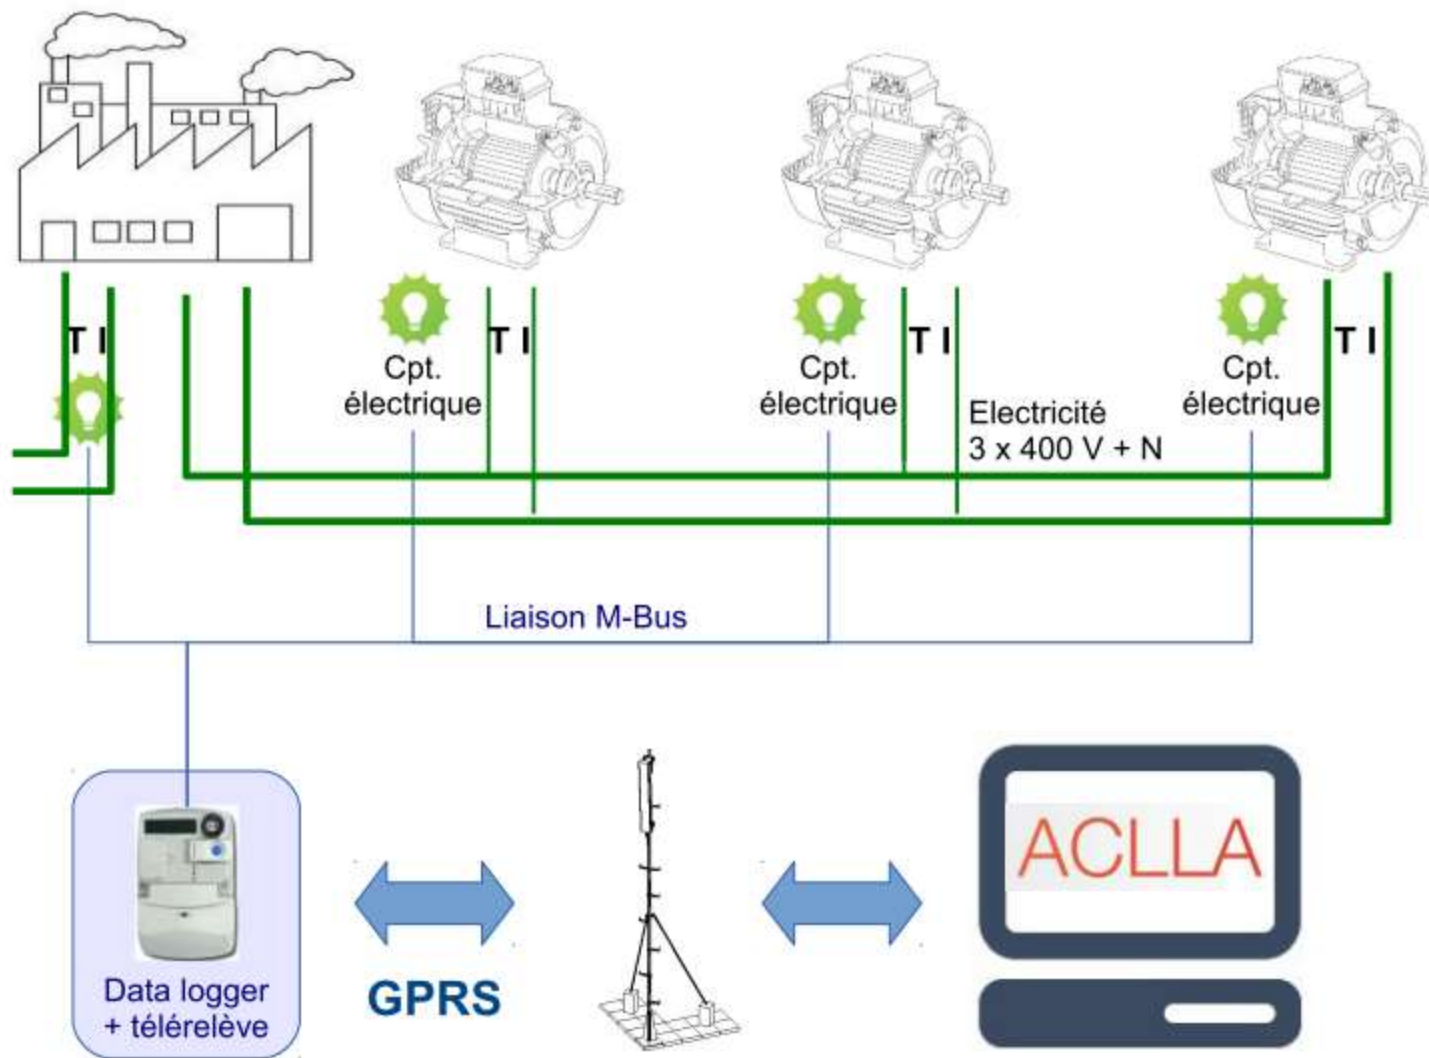 T I
T I
T I
T I
Cpt.
électrique
Cpt.
électrique
Cpt.
électrique
Electricité
3 x 400 V + N
Liaison M-Bus
Data logger
+ télérelève
GPRS
ACLLA